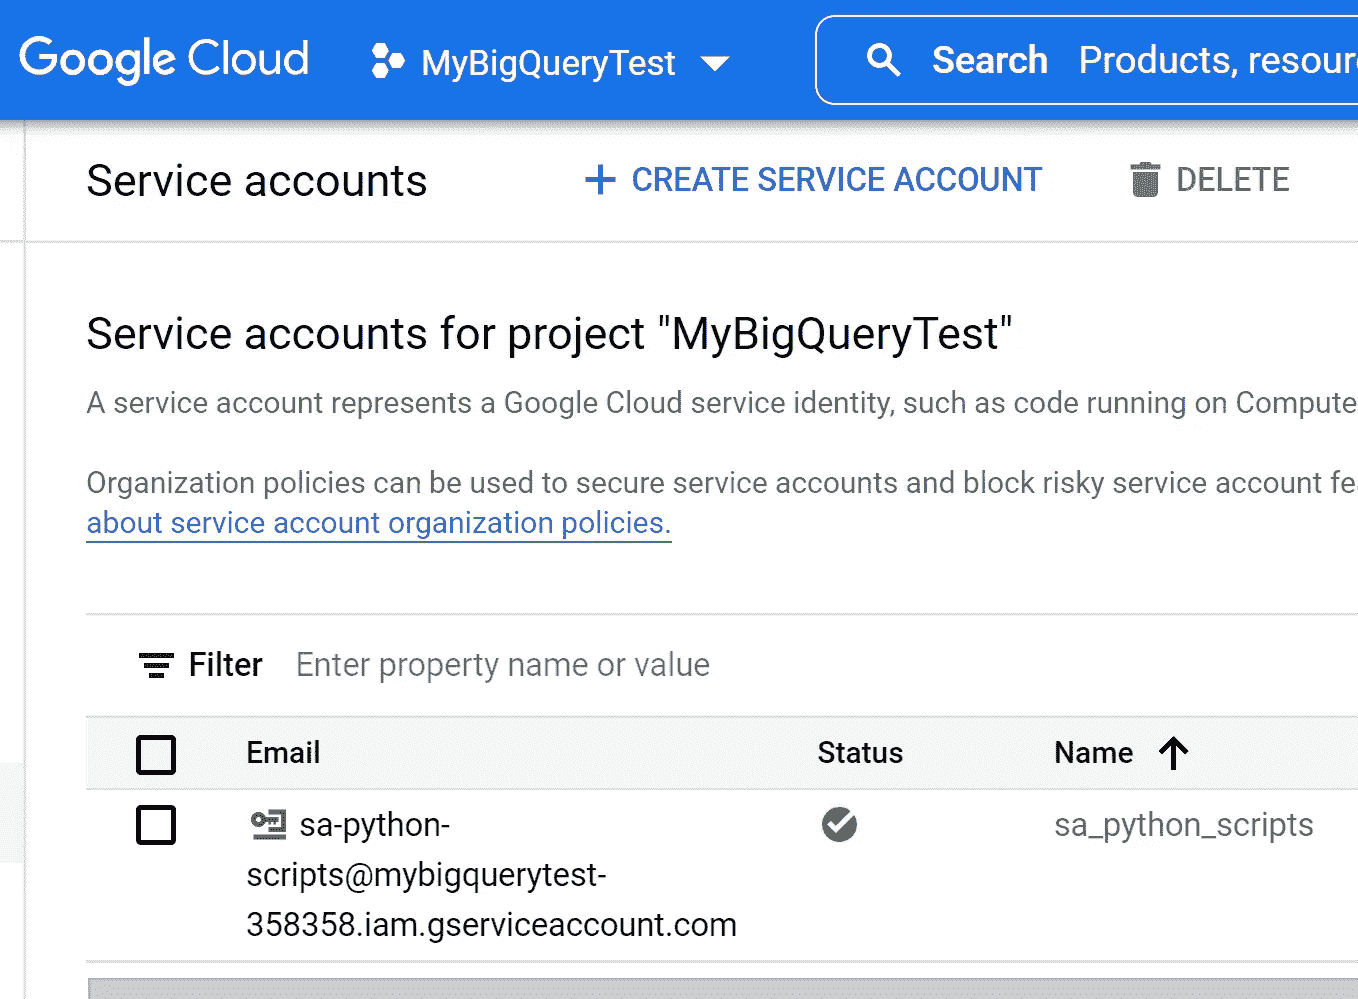 Google Cloud MyBigQueryTest Search Products, resour
Service accounts CREATE SERVICE ACCOUNT DELETE
Service accounts for project "MyBigQueryTest"
A service account represents a Google Cloud service identity, such as code running on Compute
Organization policies can be used to secure service accounts and block risky service account fe
about service account organization policies.
Filter Enter property name or value
Email Status Name
sa-python- sa_python_scripts
scripts@mybigquerytest-
358358.iam.gserviceaccount.com